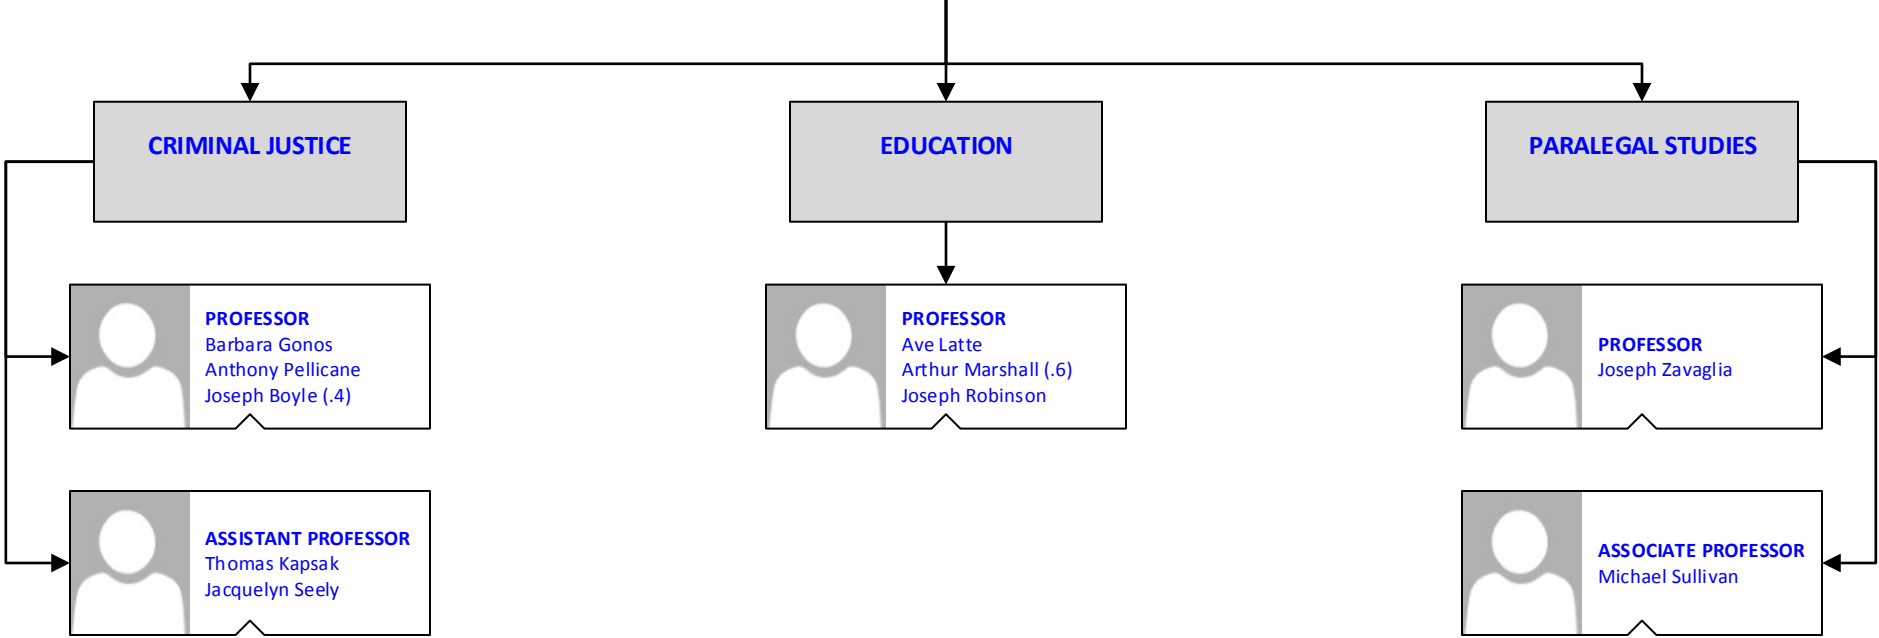 CRIMINAL JUSTICE
EDUCATION
PARALEGAL STUDIES
PROFESSOR
Barbara Gonos
Anthony Pellicane
Joseph Boyle (.4)
PROFESSOR
Ave Latte
Arthur Marshall (.6)
Joseph Robinson
PROFESSOR
Joseph Zavaglia
ASSISTANT PROFESSOR
Thomas Kapsak
Jacquelyn Seely
ASSOCIATE PROFESSOR
Michael Sullivan